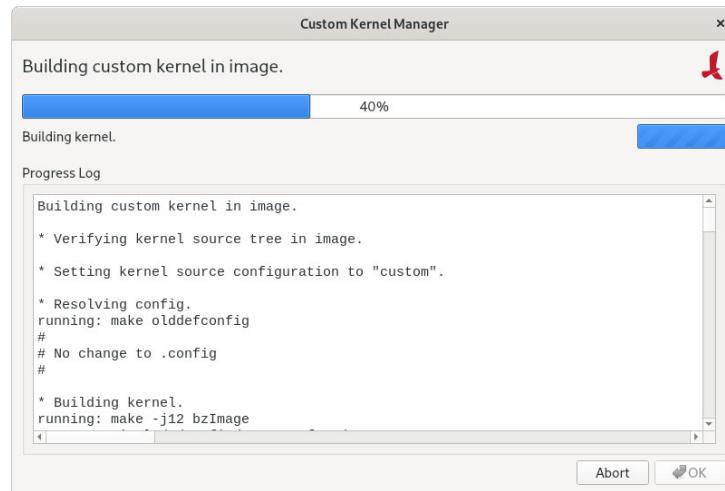 Custom Kernel Manager
Building custom kernel in image.
40%
Building kernel.
Progress Log
Building custom kernel in image.
* Verifying kernel source tree in image.
* Setting kernel source configuration to "custom".
* Resolving config.
running: make olddefconfig
#
# No change to .config
#
* Building kernel.
running: make -j12 bzImage
Abort
OK